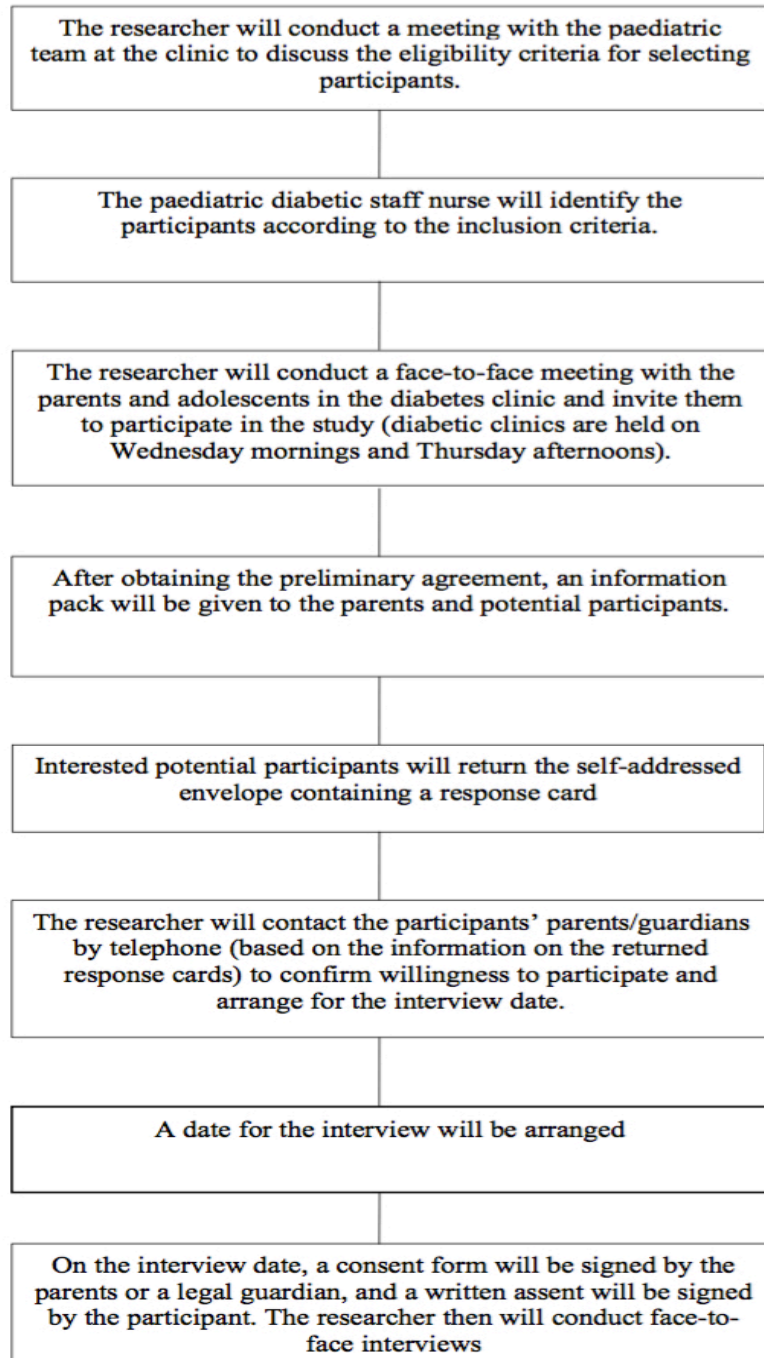 The researcher will conduct a meeting with the paediatric
team at the clinic to discuss the eligibility criteria for selecting
participants.
The paediatric diabetic staff nurse will identify the
participants according to the inclusion criteria.
The researcher will conduct a face-to-face meeting with the
parents and adolescents in the diabetes clinic and invite them
to participate in the study (diabetic clinics are held on
Wednesday mornings and Thursday afternoons).
After obtaining the preliminary agreement, an information
pack will be given to the parents and potential participants.
Interested potential participants will return the self-addressed
envelope containing a response card
The researcher will contact the participants’ parents/guardians
by telephone (based on the information on the returned
response cards) to confirm willingness to participate and
arrange for the interview date.
A date for the interview will be arranged
On the interview date, a consent form will be signed by the
parents or a legal guardian, and a written assent will be signed
by the participant. The researcher then will conduct face-to-
face interviews